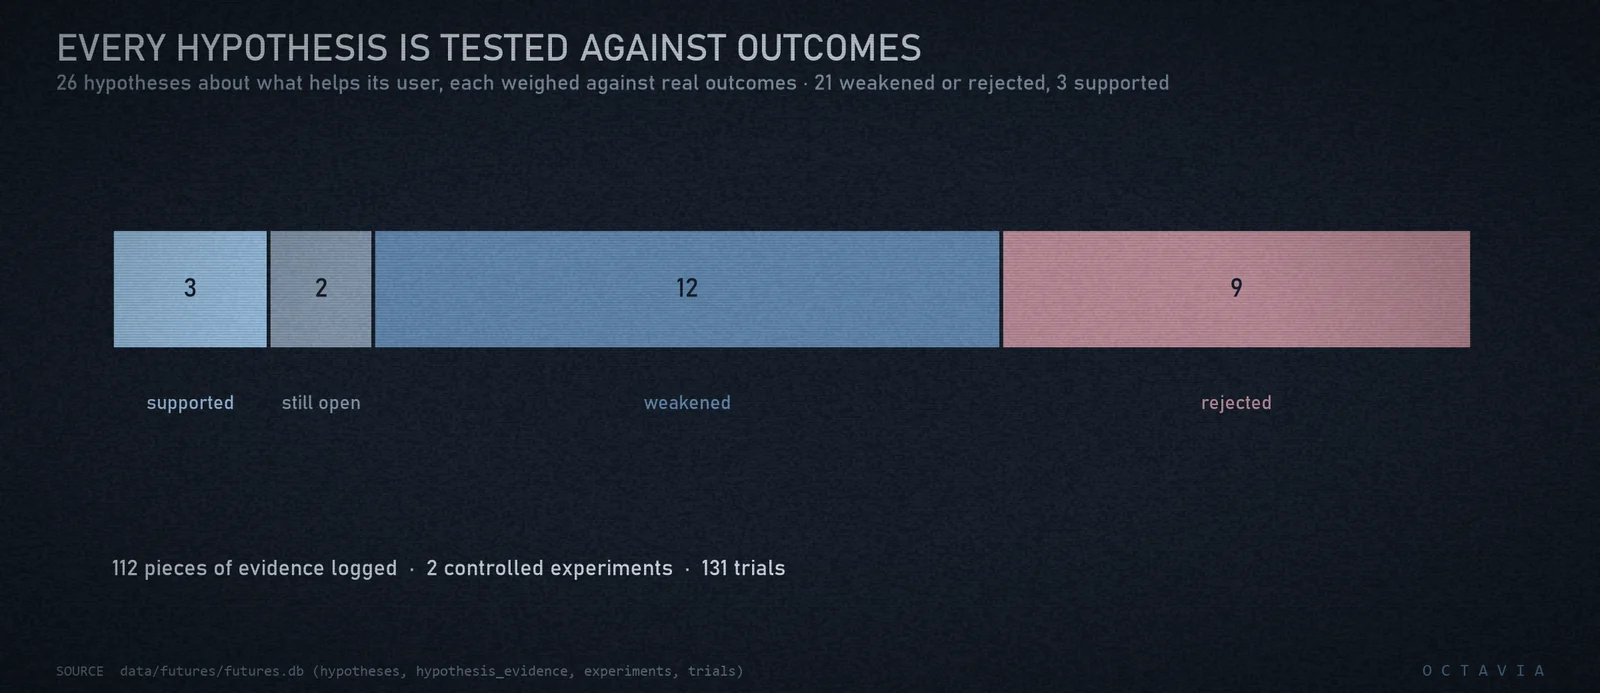 EVERY HYPOTHESIS IS TESTED AGAINST OUTCOMES
26 hypotheses about what helps its user, each weighed against real outcomes · 21 weakened or rejected, 3 supported
3 2 12 9
supported still open weakened rejected
112 pieces of evidence logged · 2 controlled experiments · 131 trials
SOURCE data/futures/futures.db (hypotheses, hypothesis_evidence, experiments, trials) OCTAVIA